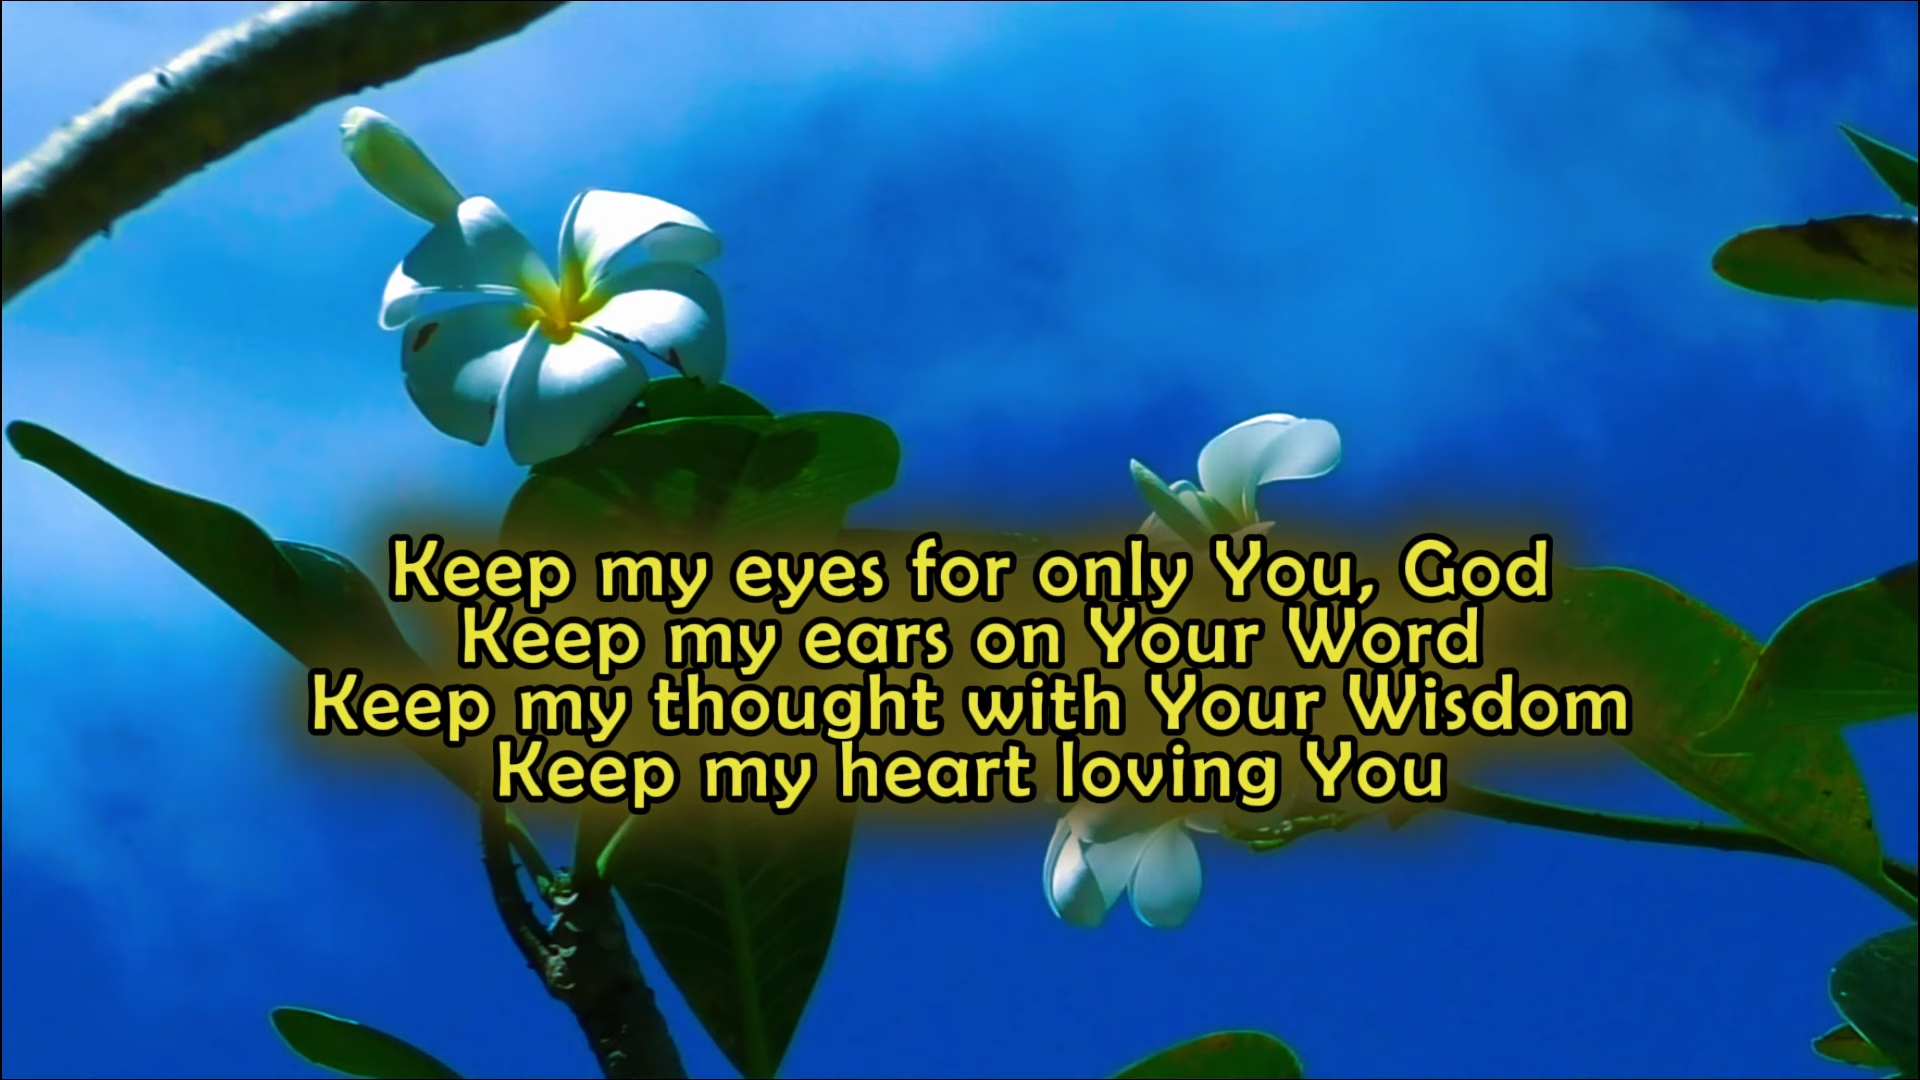 Keep my eyes for only You, God
Keep my ears on Your Word
Keep my thought with Your Wisdom
Keep my heart loving You